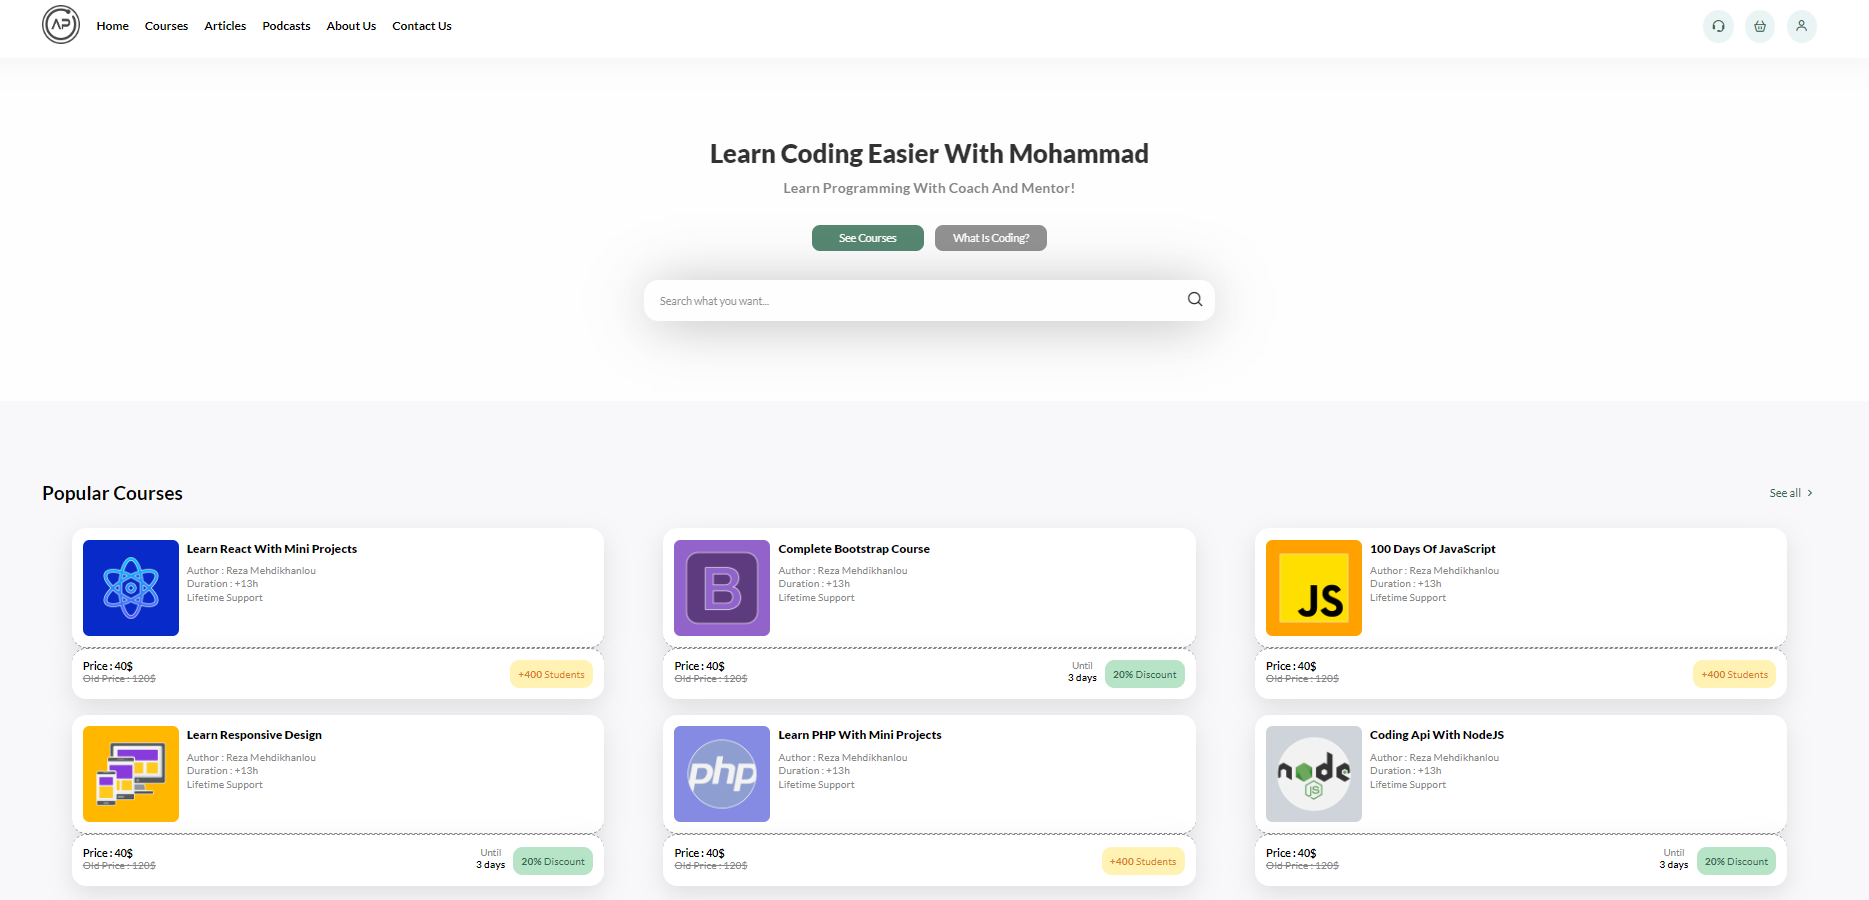 AP
Home Courses Articles Podcasts About Us Contact Us
Learn Coding Easier With Mohammad
Learn Programming With Coach And Mentor!
See Courses What Is Coding?
Search what you want...
Popular Courses
See all
Learn React With Mini Projects
Author : Reza Mehdikhanlou
Duration : +13h
Lifetime Support
Price : 40$
Old Price : 120$
+400 Students
B
Complete Bootstrap Course
Author : Reza Mehdikhanlou
Duration : +13h
Lifetime Support
Price : 40$
Old Price : 120$
Until
3 days
20% Discount
JS
100 Days Of JavaScript
Author : Reza Mehdikhanlou
Duration : +13h
Lifetime Support
Price : 40$
Old Price : 120$
+400 Students
Learn Responsive Design
Author : Reza Mehdikhanlou
Duration : +13h
Lifetime Support
Price : 40$
Old Price : 120$
Until
3 days
20% Discount
php
Learn PHP With Mini Projects
Author : Reza Mehdikhanlou
Duration : +13h
Lifetime Support
Price : 40$
Old Price : 120$
+400 Students
node
JS
Coding Api With NodeJS
Author : Reza Mehdikhanlou
Duration : +13h
Lifetime Support
Price : 40$
Old Price : 120$
Until
3 days
20% Discount